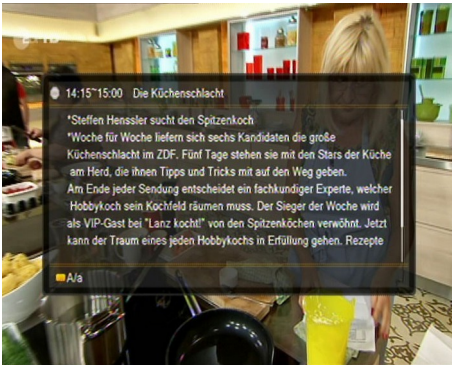 14:15~15:00 Die Küchenschlacht
*Steffen Henssler sucht den Spitzenkoch
*Woche für Woche liefern sich sechs Kandidaten die große
Küchenschlacht im ZDF. Fünf Tage stehen sie mit den Stars der Küche
am Herd, die ihnen Tipps und Tricks mit auf den Weg geben.
Am Ende jeder Sendung entscheidet ein fachkundiger Experte, welcher
Hobbykoch sein Kochfeld räumen muss. Der Sieger der Woche wird
als VIP-Gast bei "Lanz kocht!" von den Spitzenköchen verwöhnt. Jetzt
kann der Traum eines jeden Hobbykochs in Erfüllung gehen. Rezepte
A/a